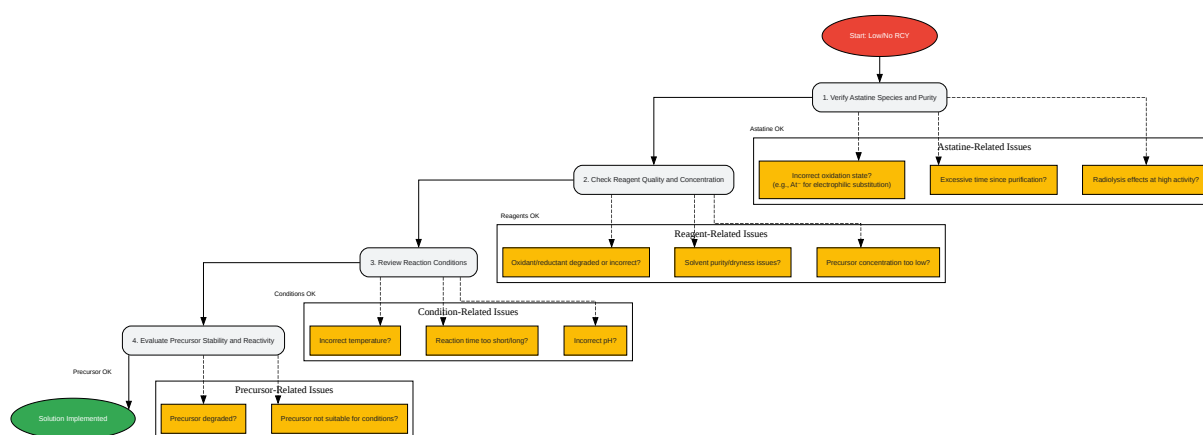 Start: Low/No RCY
1. Verify Astatine Species and Purity
Astatine OK
Astatine-Related Issues
Incorrect oxidation state?
(e.g., At⁻ for electrophilic substitution)
Excessive time since purification?
Radiolysis effects at high activity?
2. Check Reagent Quality and Concentration
Reagents OK
Reagent-Related Issues
Oxidant/reductant degraded or incorrect?
Solvent purity/dryness issues?
Precursor concentration too low?
3. Review Reaction Conditions
Conditions OK
Condition-Related Issues
Incorrect temperature?
Reaction time too short/long?
Incorrect pH?
4. Evaluate Precursor Stability and Reactivity
Precursor OK
Precursor-Related Issues
Precursor degraded?
Precursor not suitable for conditions?
Solution Implemented